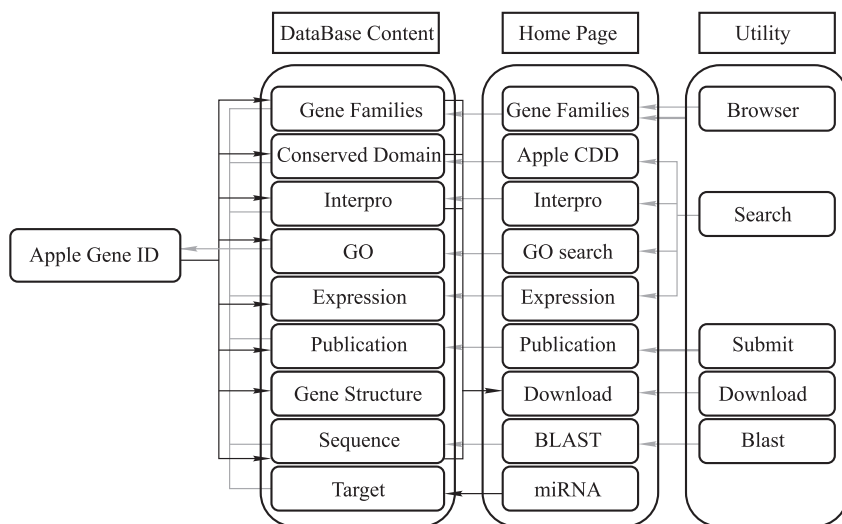 DataBase Content
Home Page
Utility
Gene Families
Gene Families
Browser
Conserved Domain
Apple CDD
Interpro
Interpro
Search
Apple Gene ID
GO
GO search
Expression
Expression
Publication
Publication
Submit
Gene Structure
Download
Download
Sequence
BLAST
Blast
Target
miRNA